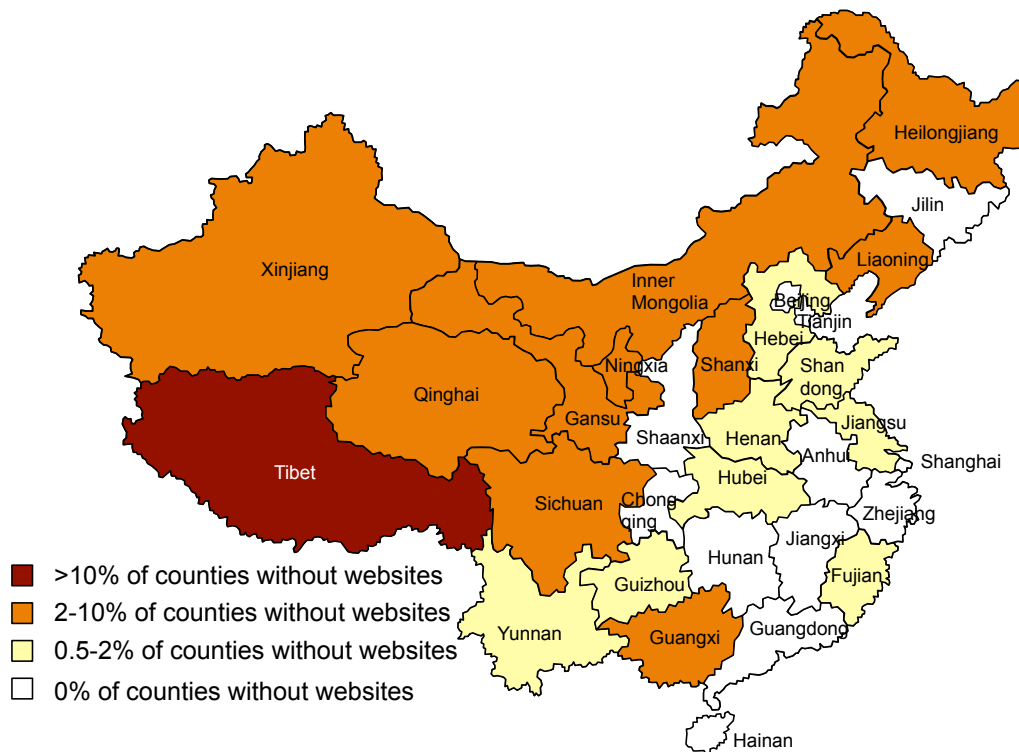 Heilongjiang
Jilin
Liaoning
Xinjiang
Inner
Mongolia
Beijing
Tianjin
Hebei
Ningxia
Shanxi
Shan
dong
Qinghai
Gansu
Jiangsu
Shaanxi
Henan
Anhui
Shanghai
Tibet
Sichuan
Hubei
Chong
qing
Zhejiang
Jiangxi
Hunan
>10% of counties without websites
Guizhou
Fujian
2-10% of counties without websites
Yunnan
Guangxi
Guangdong
0.5-2% of counties without websites
0% of counties without websites
Hainan